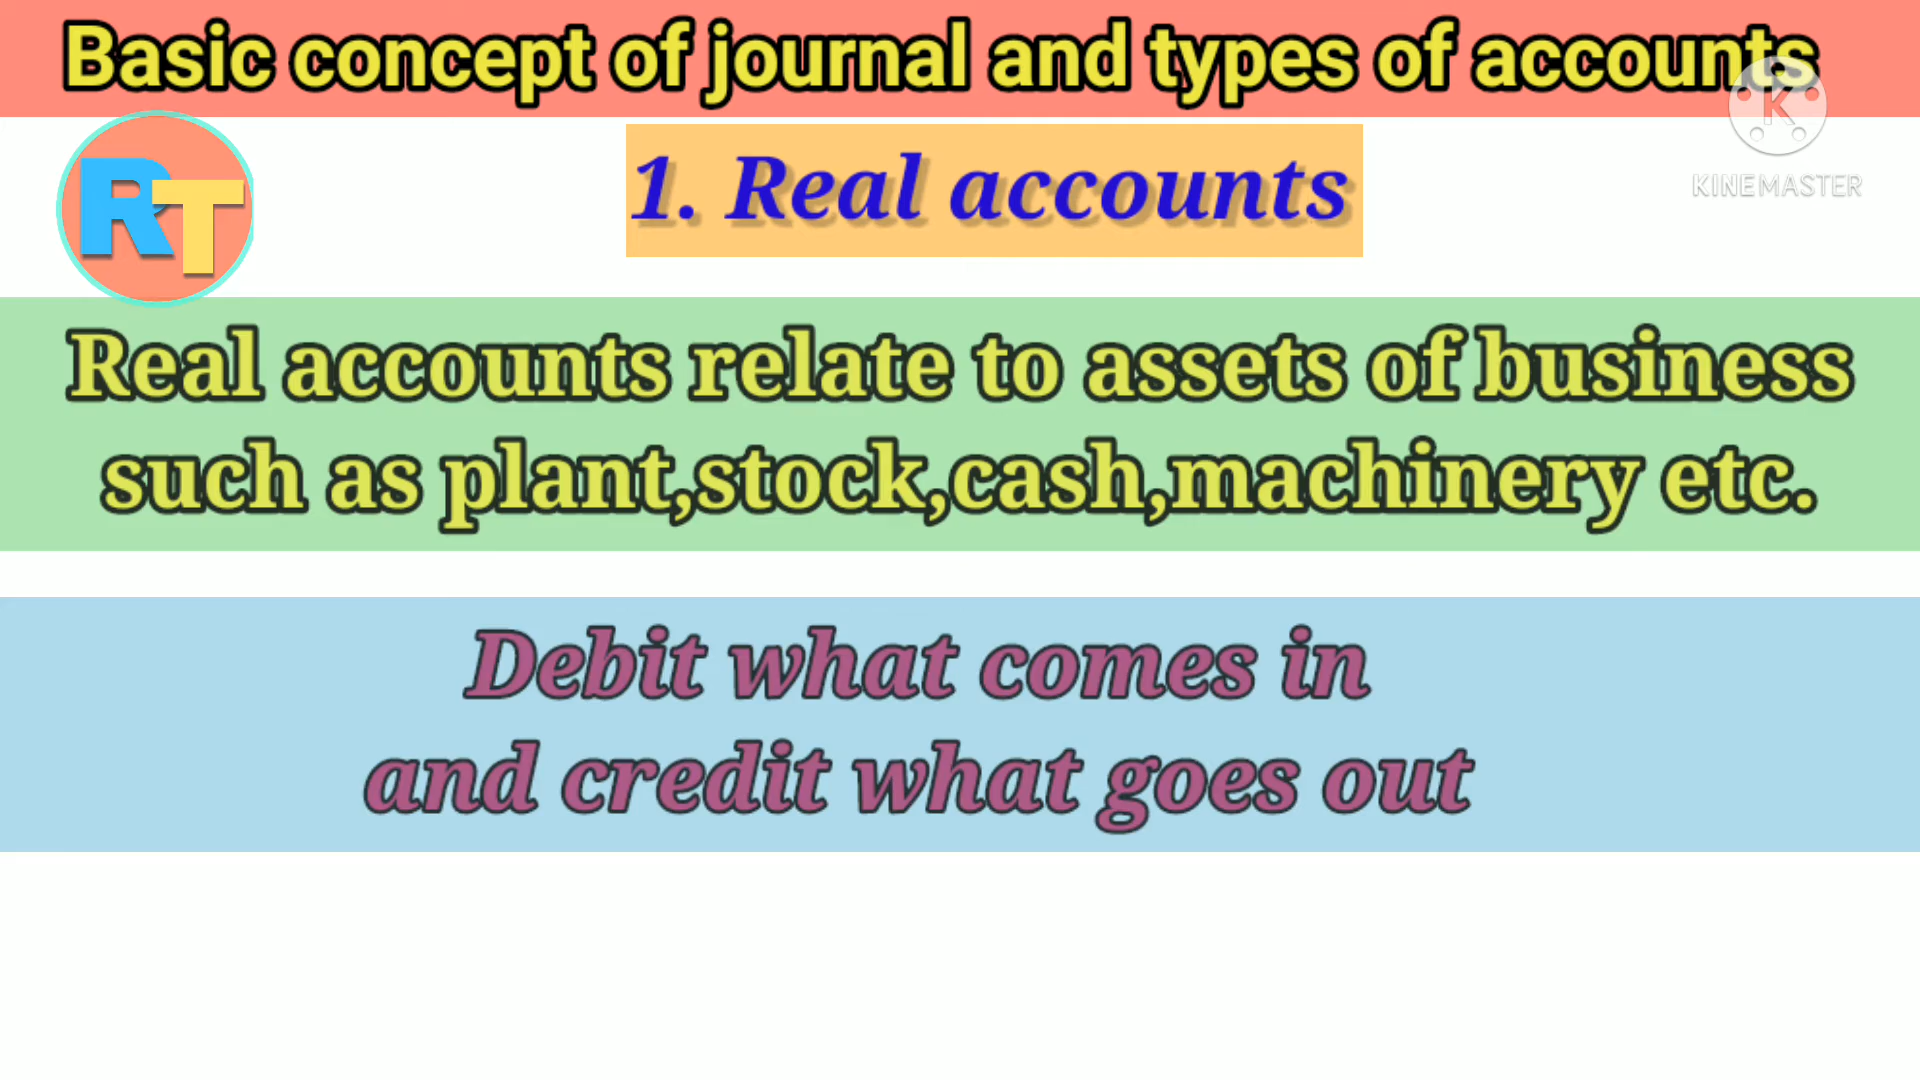 Basic concept of journal and types of accounts
KINEMASTER
RT
1. Real accounts
Real accounts relate to assets of business
such as plant,stock,cash,machinery etc.
Debit what comes in
and credit what goes out